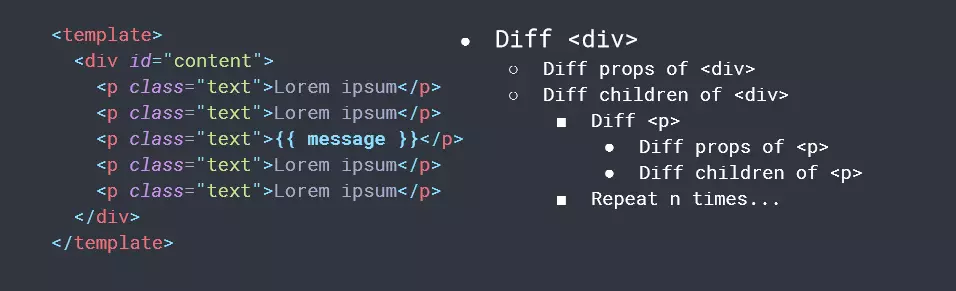 <template>
<div id="content">
<p class="text">Lorem ipsum</p>
<p class="text">Lorem ipsum</p>
<p class="text">{{ message }}</p>
<p class="text">Lorem ipsum</p>
<p class="text">Lorem ipsum</p>
</div>
</template>
● Diff <div>
○ Diff props of <div>
○ Diff children of <div>
■ Diff <p>
● Diff props of <p>
● Diff children of <p>
■ Repeat n times...